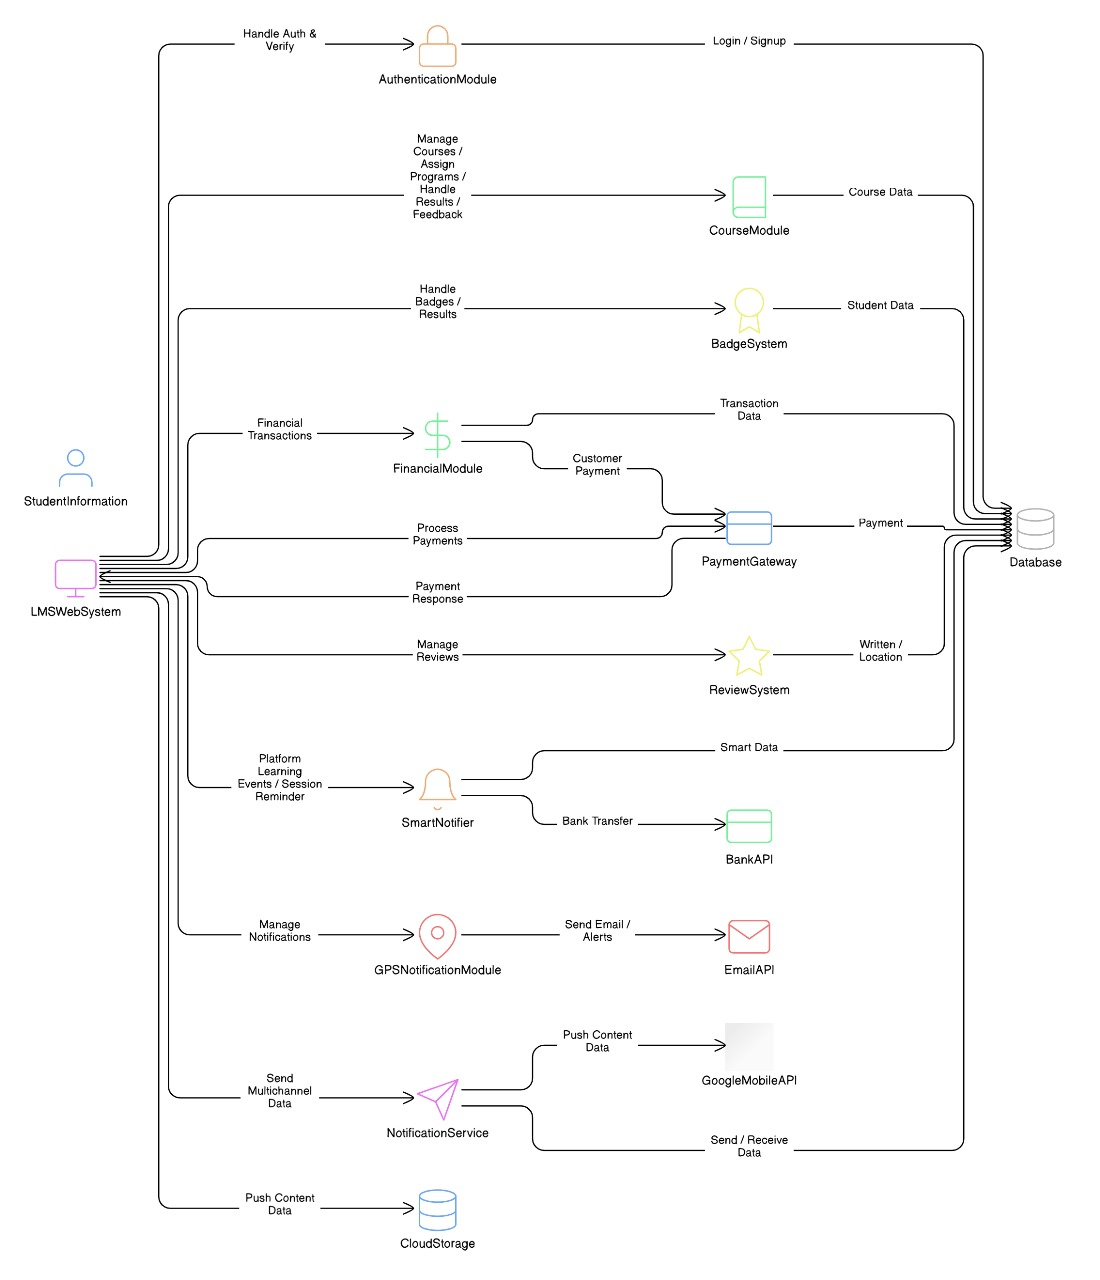 Handle Auth &
Verify
Login / Signup
AuthenticationModule
Manage
Courses /
Assign
Programs /
Handle
Results /
Feedback
Course Data
CourseModule
Handle
Badges /
Results
Student Data
BadgeSystem
Transaction
Data
Financial
Transactions
FinancialModule
Customer
Payment
StudentInformation
Process
Payments
Payment
PaymentGateway
Database
Payment
Response
LMSWebSystem
Manage
Reviews
Written /
Location
ReviewSystem
Smart Data
Platform
Learning
Events / Session
Reminder
SmartNotifier
Bank Transfer
BankAPI
Manage
Notifications
Send Email /
Alerts
GPSNotificationModule
EmailAPI
Push Content
Data
GoogleMobileAPI
Send
Multichannel
Data
NotificationService
Send / Receive
Data
Push Content
Data
CloudStorage